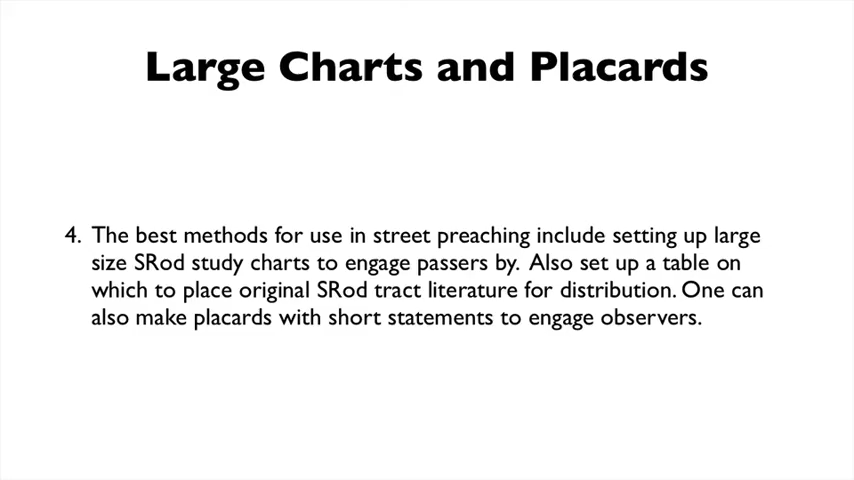 Large Charts and Placards
4. The best methods for use in street preaching include setting up large
size SRod study charts to engage passers by.  Also set up a table on
which to place original SRod tract literature for distribution. One can
also make placards with short statements to engage observers.